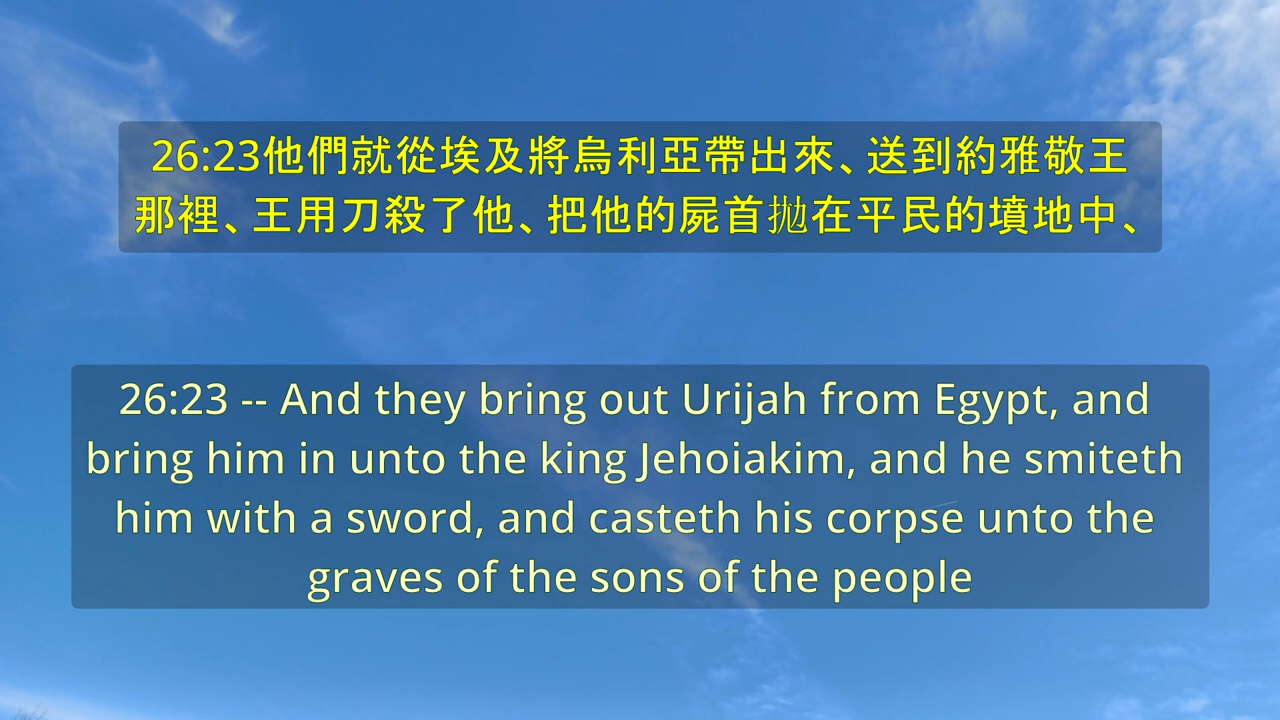 26:23他們就從埃及將烏利亞帶出來、送到約雅敬王
那裡、王用刀殺了他、把他的屍首拋在平民的墳地中、
26:23 -- And they bring out Urijah from Egypt, and
bring him in unto the king Jehoiakim, and he smiteth
him with a sword, and casteth his corpse unto the
graves of the sons of the people